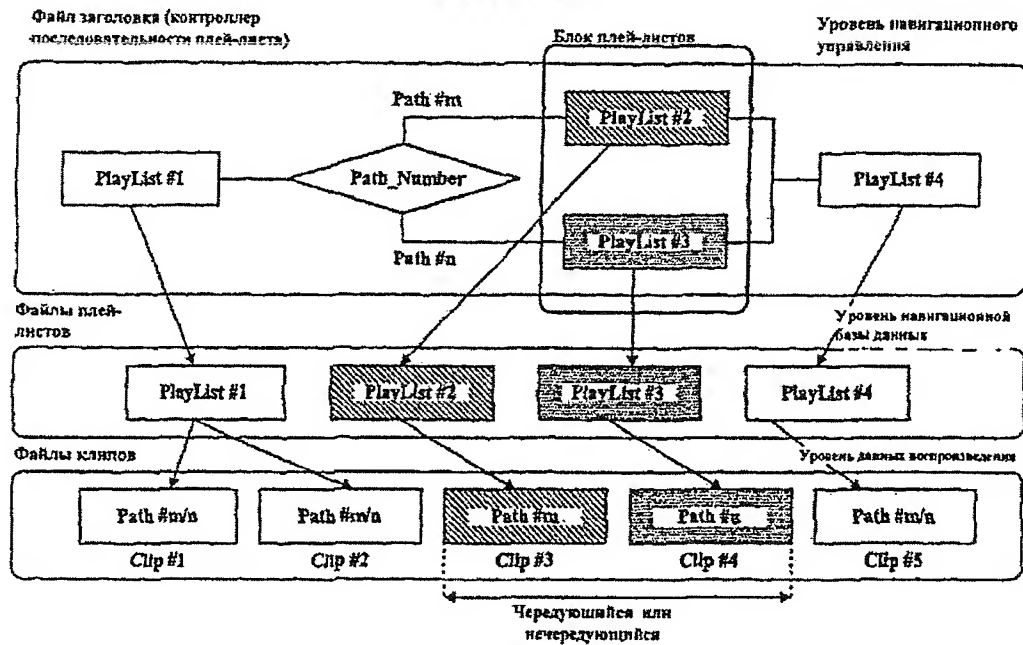 Файл заголовка (контроллер
последовательности плей-листа)
Блок плей-листов
Уровень навигационного
управления
Path #m
PlayList #2
PlayList #1
Path_Number
PlayList #4
PlayList #3
Path #n
Файлы плей-
листов
Уровень навигационной
базы данных
PlayList #1
PlayList #2
PlayList #3
PlayList #4
Файлы клипов
Уровень данных воспроизведения
Path #m/n
Path #m/n
Path #m
Path #n
Path #m/n
Clip #1
Clip #2
Clip #3
Clip #4
Clip #5
Чередующийся или
нечередующийся